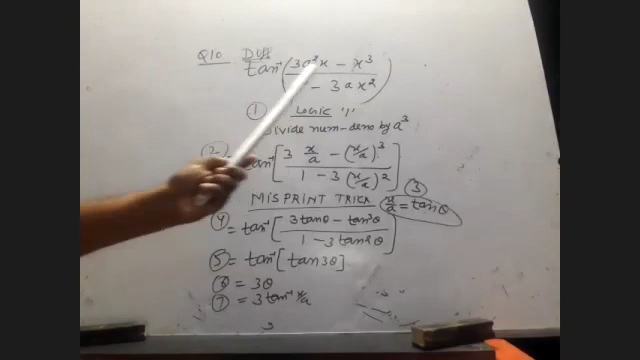 Q10 Diff
tan⁻¹ (3a²x - x³ / - 3ax²)
① LOGIC '1'
Divide num-deno by a³
② = tan⁻¹ [3 x/a - (x/a)³ / 1 - 3(x/a)²]
③
MISPRINT TRICK x/a = tanθ
④ = tan⁻¹ [3tanθ - tan³θ / 1 - 3tan²θ]
⑤ = tan⁻¹ [tan3θ]
⑥ = 3θ
⑦ = 3 tan⁻¹ x/a